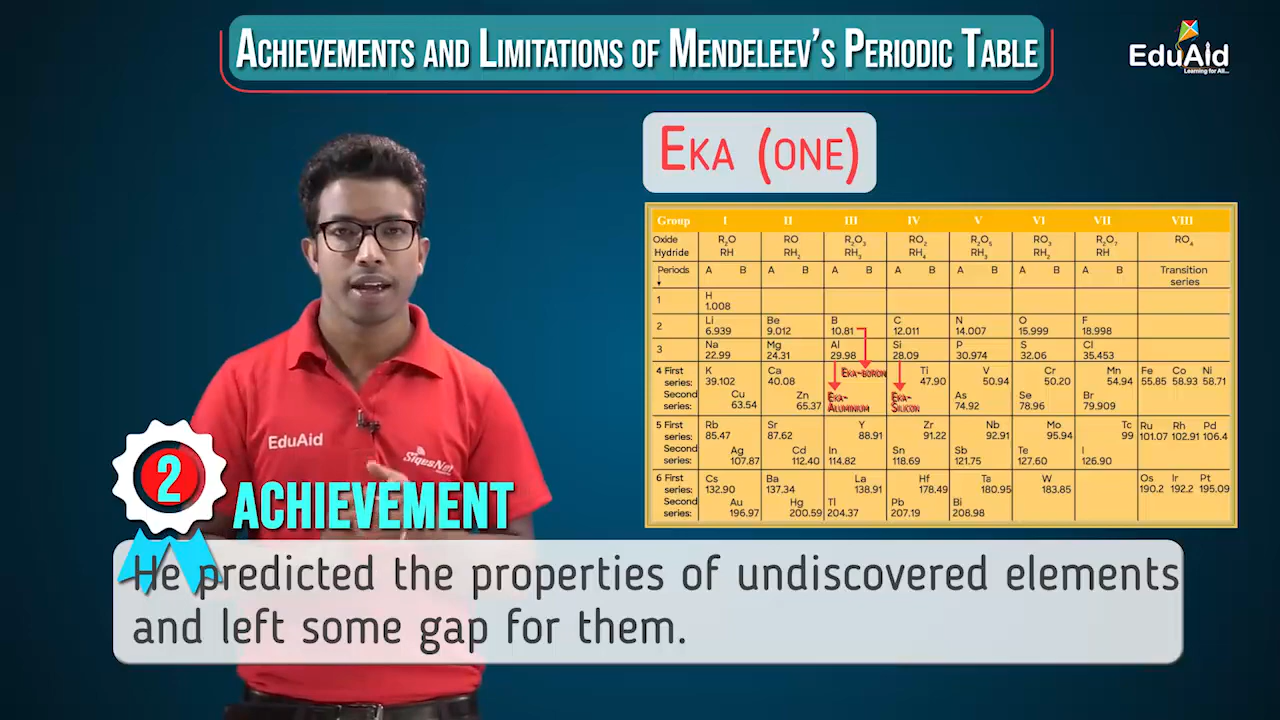 ACHIEVEMENTS AND LIMITATIONS OF MENDELEEV'S PERIODIC TABLE
EduAid
Learning for All...
EKA (ONE)
Group I II III IV V VI VII VIII
Oxide R₂O RO R₂O₃ RO₂ R₂O₅ RO₃ R₂O₇ RO₄
Hydride RH RH₂ RH₃ RH₄ RH₃ RH₂ RH
Periods A B A B A B A B A B A B A B Transition
↓ series
1 H
1.008
2 Li Be B C N O F
6.939 9.012 10.81 12.011 14.007 15.999 18.998
3 Na Mg Al Si P S Cl
22.99 24.31 29.98 28.09 30.974 32.06 35.453
4 First K Ca EKA-BORON Ti V Cr Mn Fe Co Ni
series: 39.102 40.08 47.90 50.94 50.20 54.94 55.85 58.93 58.71
Second Cu Zn EKA- EKA- As Se Br
series: 63.54 65.37 ALUMINIUM SILICON 74.92 78.96 79.909
5 First Rb Sr Y Zr Nb Mo Tc Ru Rh Pd
series: 85.47 87.62 88.91 91.22 92.91 95.94 99 101.07 102.91 106.4
Second Ag Cd In Sn Sb Te I
series: 107.87 112.40 114.82 118.69 121.75 127.60 126.90
6 First Cs Ba La Hf Ta W Os Ir Pt
series: 132.90 137.34 138.91 178.49 180.95 183.85 190.2 192.2 195.09
Second Au Hg Tl Pb Bi
series: 196.97 200.59 204.37 207.19 208.98
EduAid
SiqesNet
2
ACHIEVEMENT
He predicted the properties of undiscovered elements
and left some gap for them.